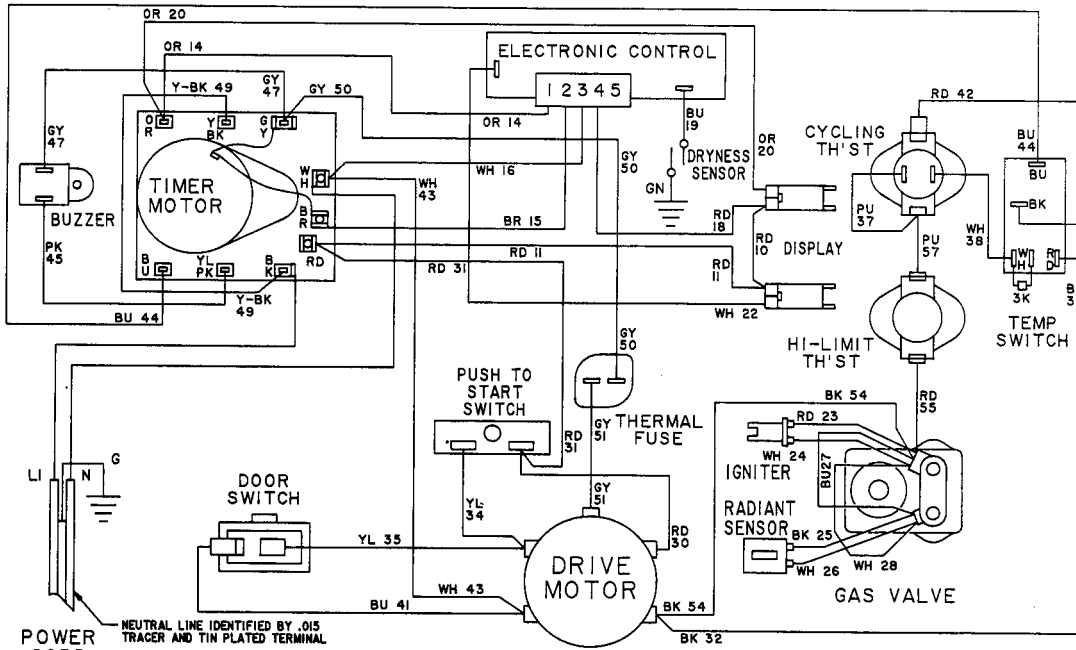 OR 20
OR 14
Y-BK 49
GY
47
GY 50
GY
47
BUZZER
PK
45
O
R
Y
BK
G
Y
TIMER
MOTOR
W
H
B
R
RD
B
U
YL
PK
B
K
Y-BK
49
BU 44
WH
43
ELECTRONIC CONTROL
1 2 3 4 5
OR 14
WH 16
BR 15
RD 11
RD 31
BU
19
GY
50
GN
DRYNESS
SENSOR
OR
20
RD
18
RD
10
DISPLAY
RD
11
WH 22
RD 42
CYCLING
TH'ST
PU
37
PU
57
WH
38
BU
44
BU
BK
W
H
R
D
3K
TEMP
SWITCH
HI-LIMIT
TH'ST
RD
55
GY
50
THERMAL
FUSE
GY
51
GY
51
PUSH TO
START
SWITCH
RD
31
YL
34
RD
30
L1
N
G
POWER
NEUTRAL LINE IDENTIFIED BY .015
TRACER AND TIN PLATED TERMINAL
DOOR
SWITCH
YL 35
WH 43
BU 41
DRIVE
MOTOR
BK 54
RD 23
WH 24
IGNITER
BU27
RADIANT
SENSOR
BK 25
WH 26
WH 28
GAS VALVE
BK 54
BK 32